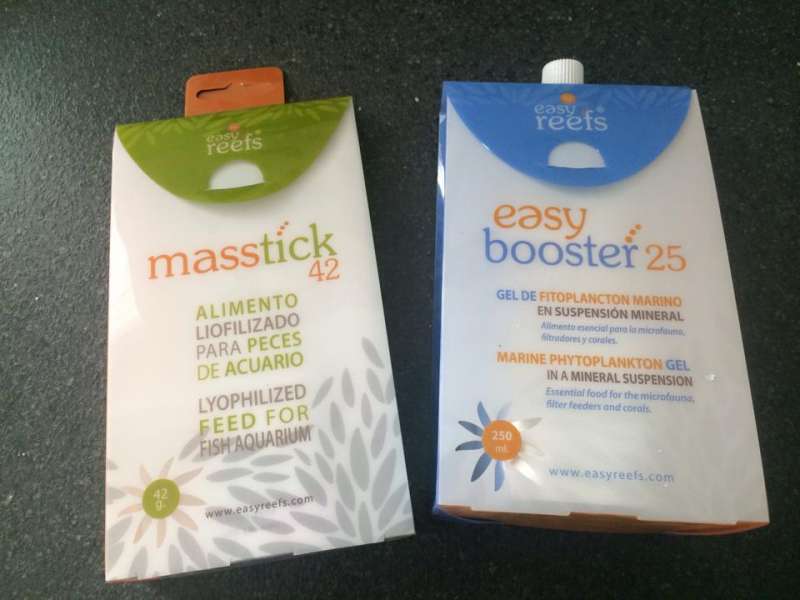 easy
reefs
masstick
42
ALIMENTO
LIOFILIZADO
PARA PECES
DE ACUARIO
LYOPHILIZED
FEED FOR
FISH AQUARIUM
42
g.
www.easyreefs.com
easy
reefs
easy
booster 25
GEL DE FITOPLANCTON MARINO
EN SUSPENSIÓN MINERAL
Alimento esencial para la microfauna,
filtradores y corales.
MARINE PHYTOPLANKTON GEL
IN A MINERAL SUSPENSION
Essential food for the microfauna,
filter feeders and corals.
250
ml.
www.easyreefs.com